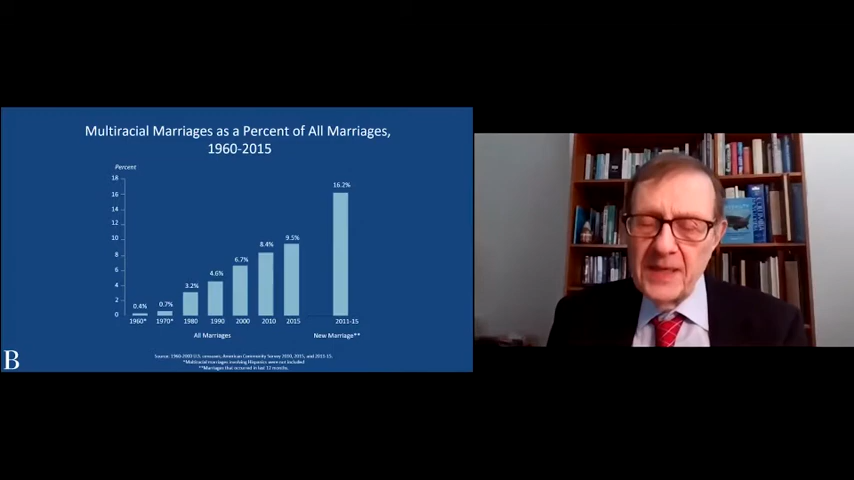 Multiracial Marriages as a Percent of All Marriages,
1960-2015
Percent
18
16
14
12
10
8
6
4
2
0
0.4%
0.7%
3.2%
4.6%
6.7%
8.4%
9.5%
16.2%
1960* 1970* 1980 1990 2000 2010 2015 2011-15
All Marriages New Marriage**
Source: 1960-2000 U.S. censuses, American Community Survey 2010, 2015, and 2011-15.
*Multiracial marriages involving Hispanics were not included
**Marriages that occurred in last 12 months.
B